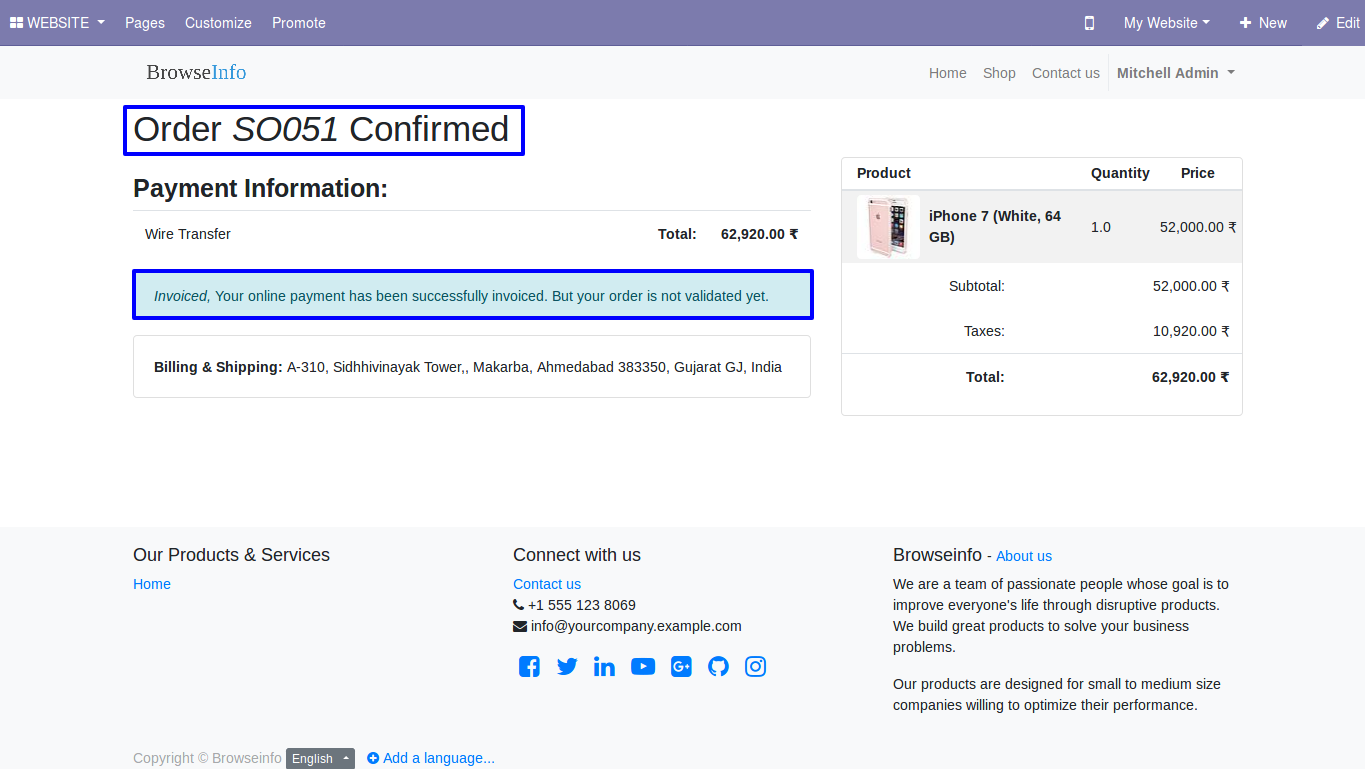 WEBSITE Pages Customize Promote My Website New Edit
BrowseInfo Home Shop Contact us Mitchell Admin
Order SO051 Confirmed
Payment Information:
Wire Transfer Total: 62,920.00 ₹
Invoiced, Your online payment has been successfully invoiced. But your order is not validated yet.
Billing & Shipping: A-310, Sidhhivinayak Tower,, Makarba, Ahmedabad 383350, Gujarat GJ, India
Product Quantity Price
iPhone 7 (White, 64
GB) 1.0 52,000.00 ₹
Subtotal: 52,000.00 ₹
Taxes: 10,920.00 ₹
Total: 62,920.00 ₹
Our Products & Services
Home
Connect with us
Contact us
+1 555 123 8069
info@yourcompany.example.com
Browseinfo - About us
We are a team of passionate people whose goal is to
improve everyone's life through disruptive products.
We build great products to solve your business
problems.
Our products are designed for small to medium size
companies willing to optimize their performance.
Copyright © Browseinfo English Add a language...